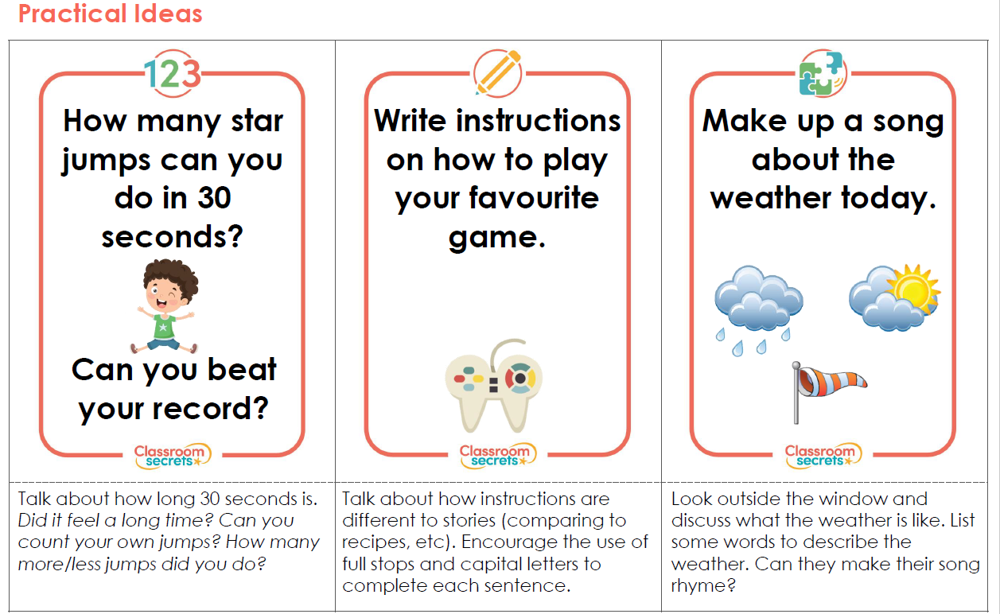 Practical Ideas
123
How many star
jumps can you
do in 30
seconds?
Can you beat
your record?
Classroom
secrets
Talk about how long 30 seconds is.
Did it feel a long time? Can you
count your own jumps? How many
more/less jumps did you do?
Write instructions
on how to play
your favourite
game.
Classroom
secrets
Talk about how instructions are
different to stories (comparing to
recipes, etc). Encourage the use of
full stops and capital letters to
complete each sentence.
Make up a song
about the
weather today.
Classroom
secrets
Look outside the window and
discuss what the weather is like. List
some words to describe the
weather. Can they make their song
rhyme?